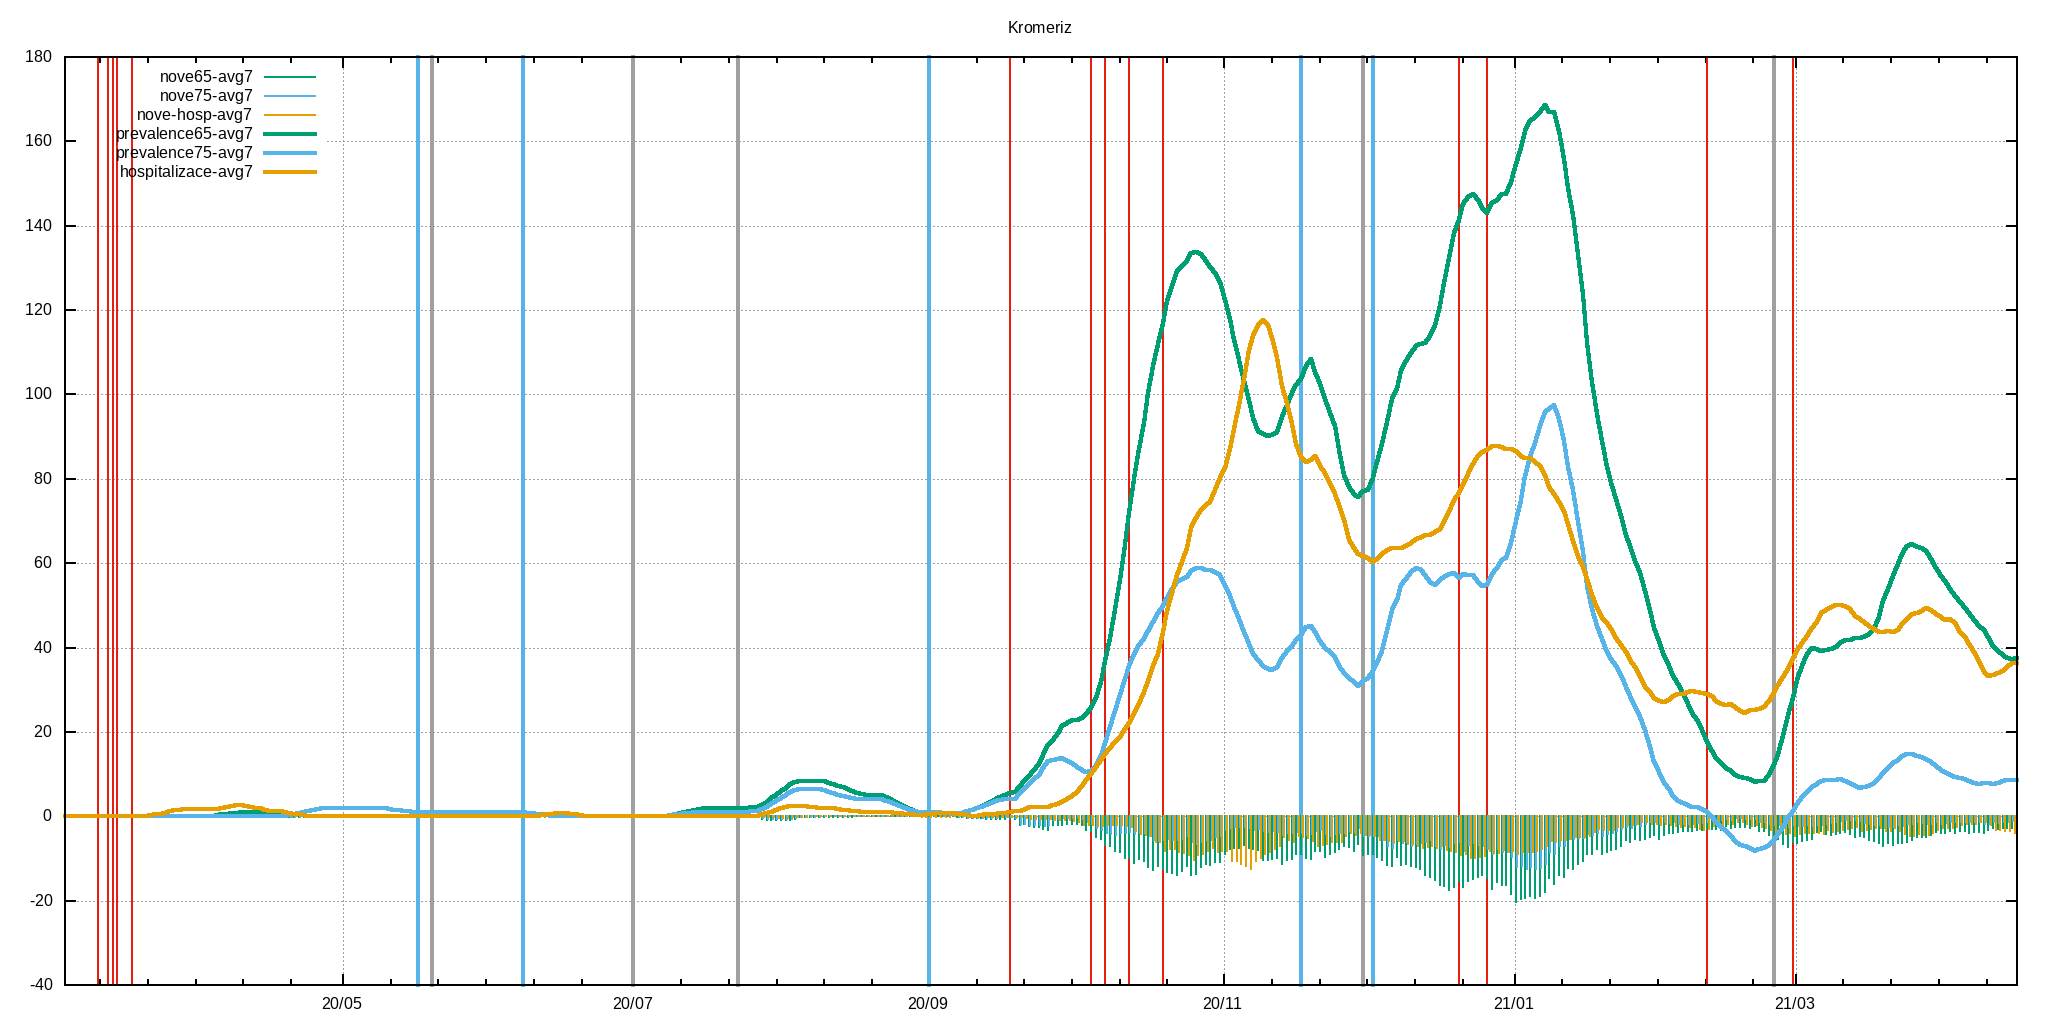 Kromeriz
180
160
140
120
100
80
60
40
20
0
-20
-40
nove65-avg7
nove75-avg7
nove-hosp-avg7
prevalence65-avg7
prevalence75-avg7
hospitalizace-avg7
20/05
20/07
20/09
20/11
21/01
21/03